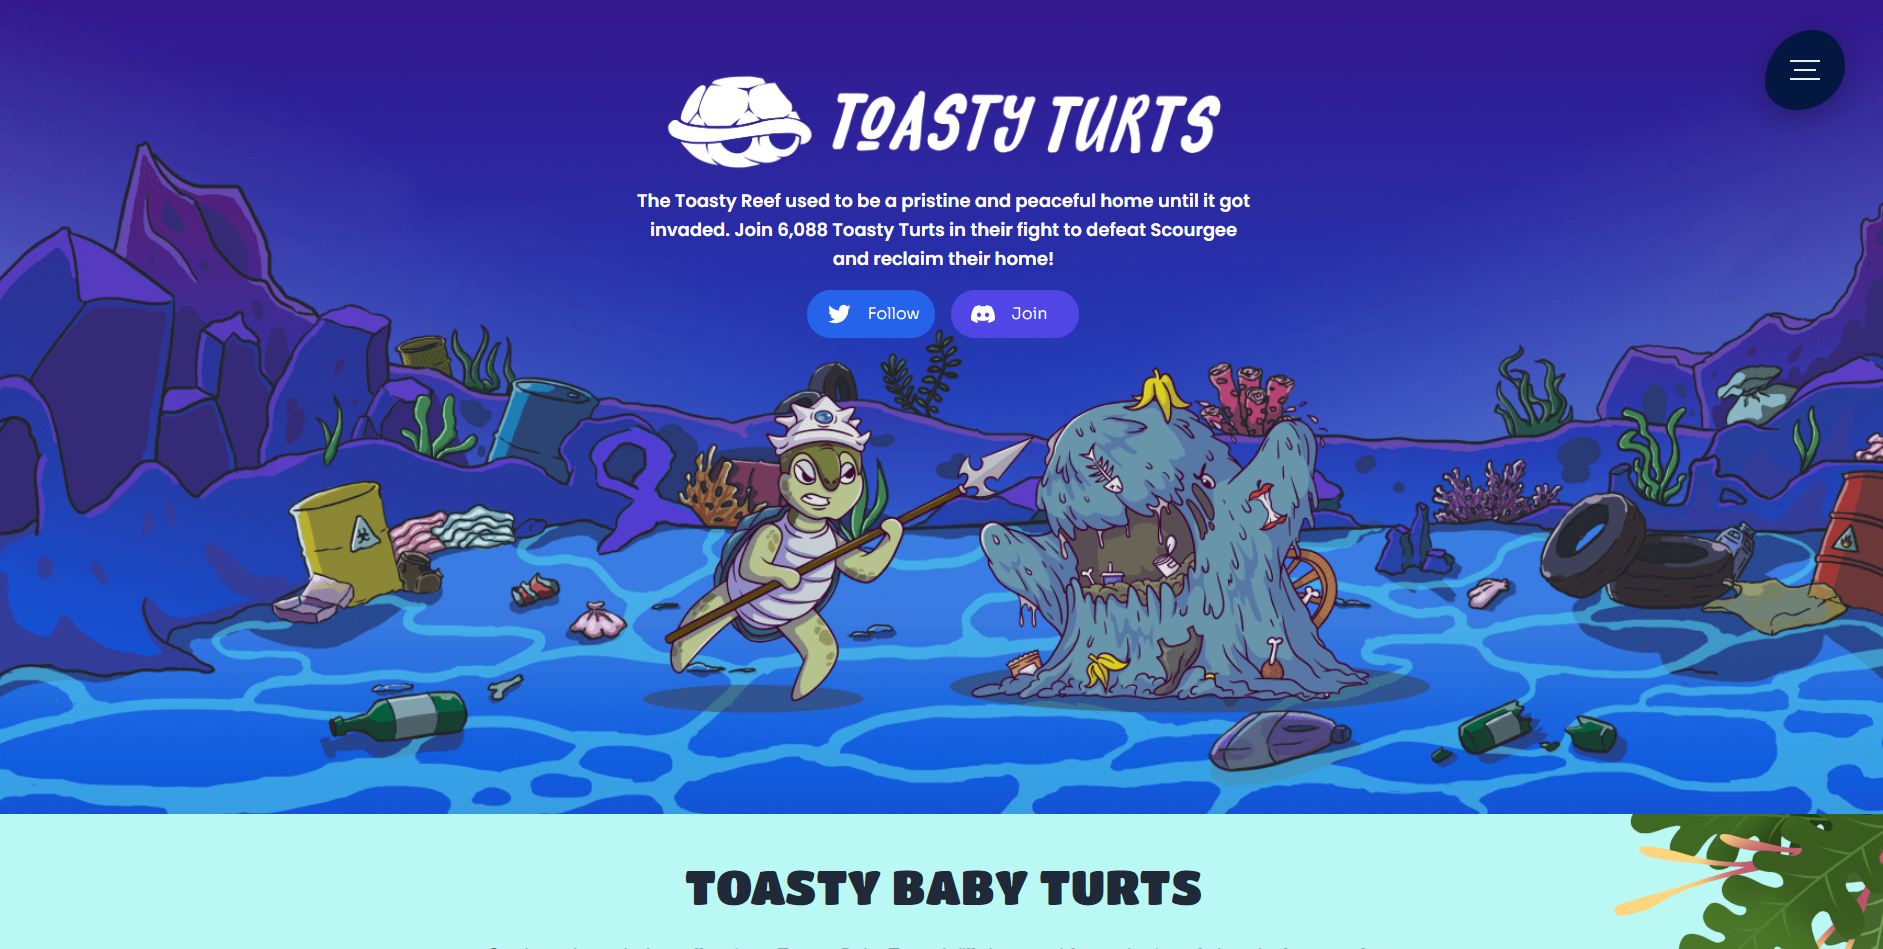 TOASTY TURTS
The Toasty Reef used to be a pristine and peaceful home until it got
invaded. Join 6,088 Toasty Turts in their fight to defeat Scourgee
and reclaim their home!
Follow
Join
TOASTY BABY TURTS